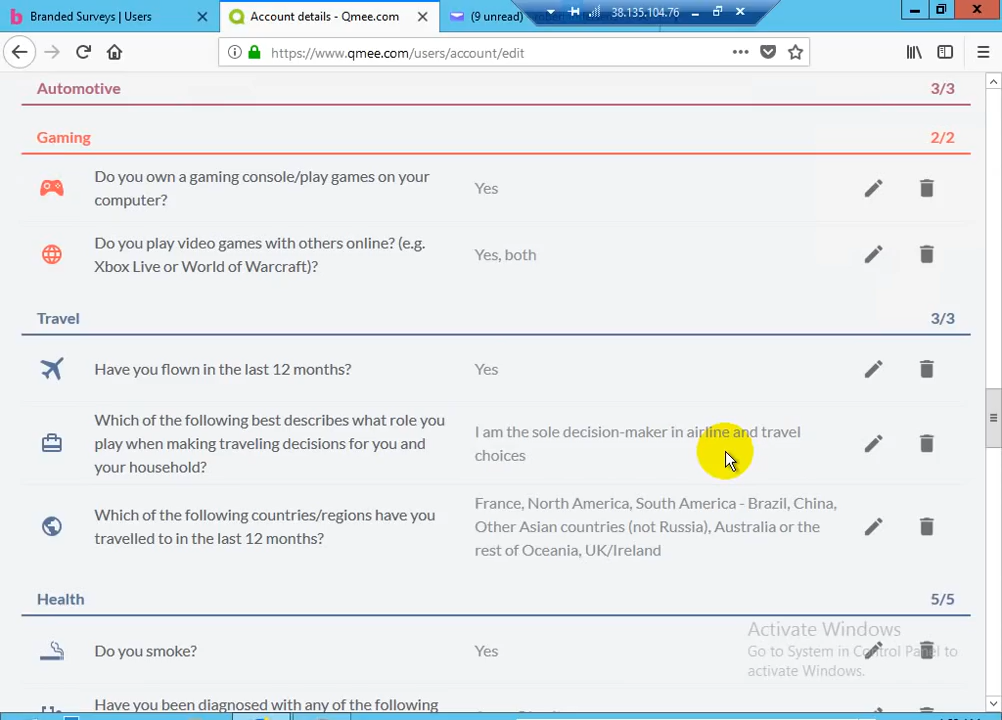 Branded Surveys | Users
Account details - Qmee.com
(9 unread)
38.135.104.76
https://www.qmee.com/users/account/edit
Automotive 3/3
Gaming 2/2
Do you own a gaming console/play games on your
computer?
Yes
Do you play video games with others online? (e.g.
Xbox Live or World of Warcraft)?
Yes, both
Travel 3/3
Have you flown in the last 12 months?
Yes
Which of the following best describes what role you
play when making traveling decisions for you and
your household?
I am the sole decision-maker in airline and travel
choices
Which of the following countries/regions have you
travelled to in the last 12 months?
France, North America, South America - Brazil, China,
Other Asian countries (not Russia), Australia or the
rest of Oceania, UK/Ireland
Health 5/5
Do you smoke?
Yes
Have you been diagnosed with any of the following
Activate Windows
Go to System in Control Panel to
activate Windows.